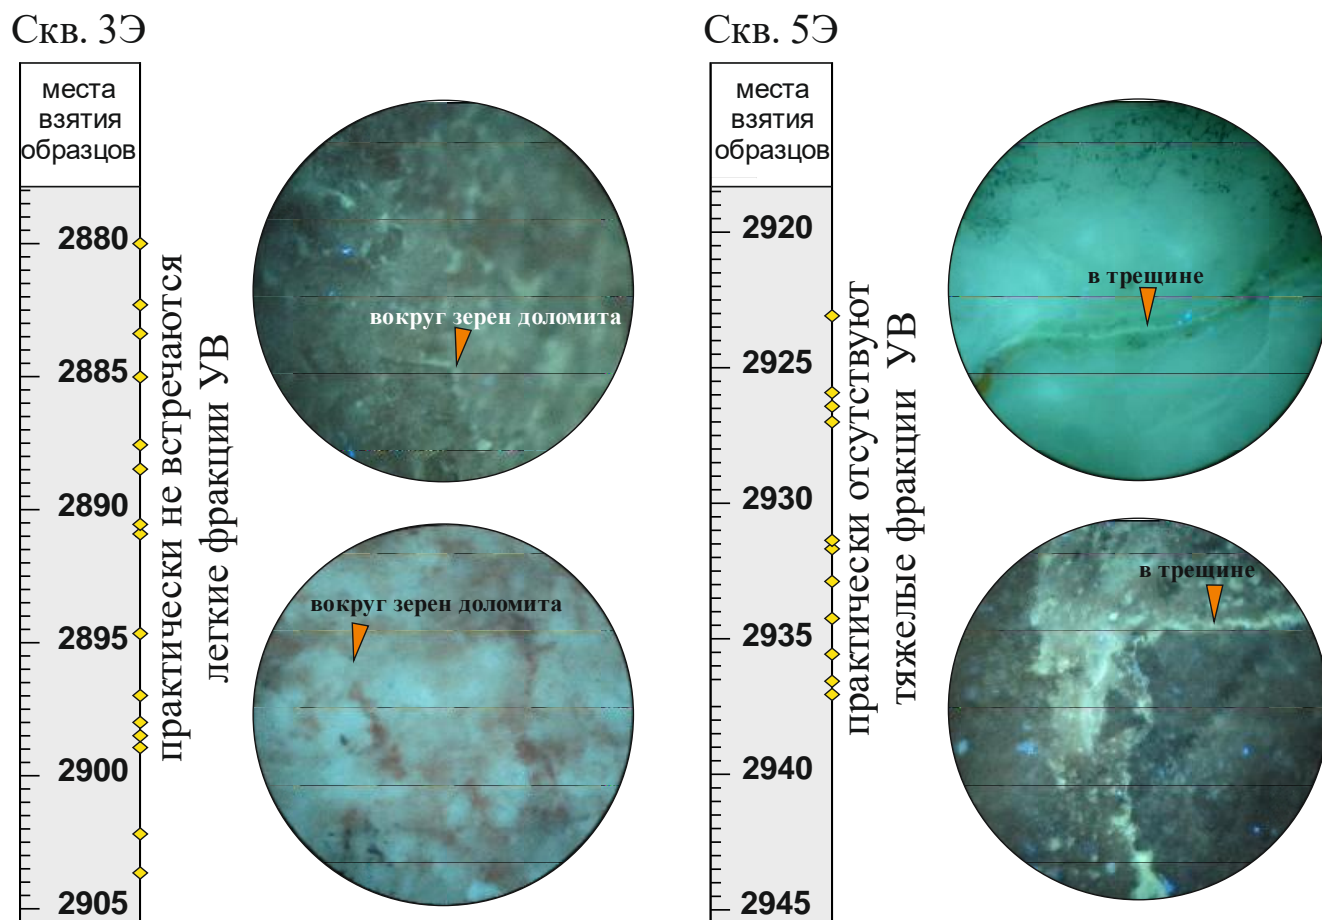 Скв. 3Э
места
взятия
образцов
2880
2885
2890
2895
2900
2905
практически не встречаются
легкие фракции УВ
вокруг зерен доломита
вокруг зерен доломита
Скв. 5Э
места
взятия
образцов
2920
2925
2930
2935
2940
2945
практически отсутствуют
тяжелые фракции УВ
в трещине
в трещине